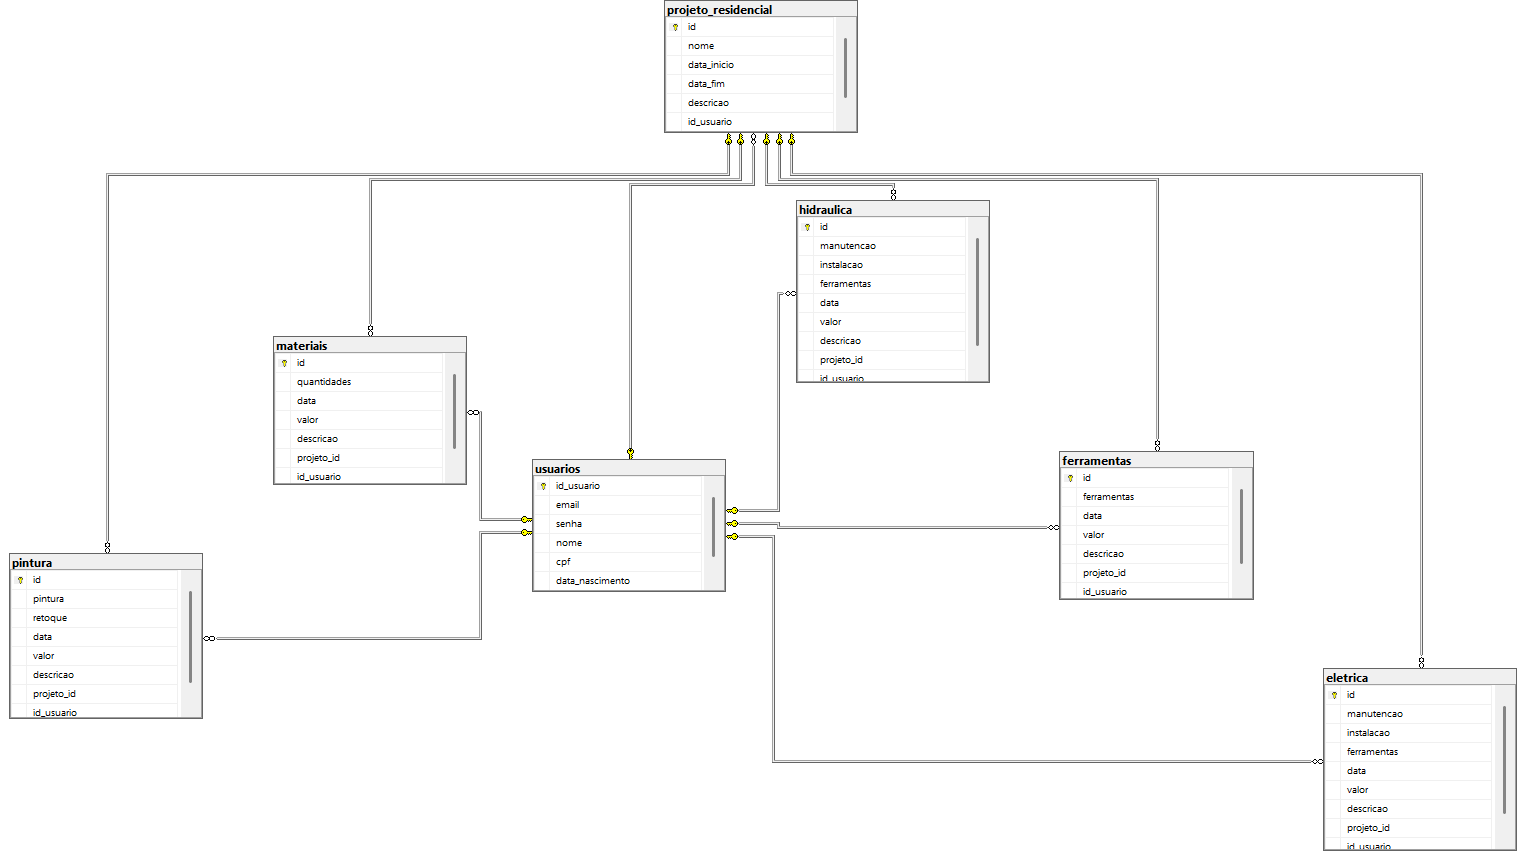 projeto_residencial
id
nome
data_inicio
data_fim
descricao
id_usuario
hidraulica
id
manutencao
instalacao
ferramentas
data
valor
descricao
projeto_id
id_usuario
materiais
id
quantidades
data
valor
descricao
projeto_id
id_usuario
usuarios
id_usuario
email
senha
nome
cpf
data_nascimento
ferramentas
id
ferramentas
data
valor
descricao
projeto_id
id_usuario
pintura
id
pintura
retoque
data
valor
descricao
projeto_id
id_usuario
eletrica
id
manutencao
instalacao
ferramentas
data
valor
descricao
projeto_id
id_usuario